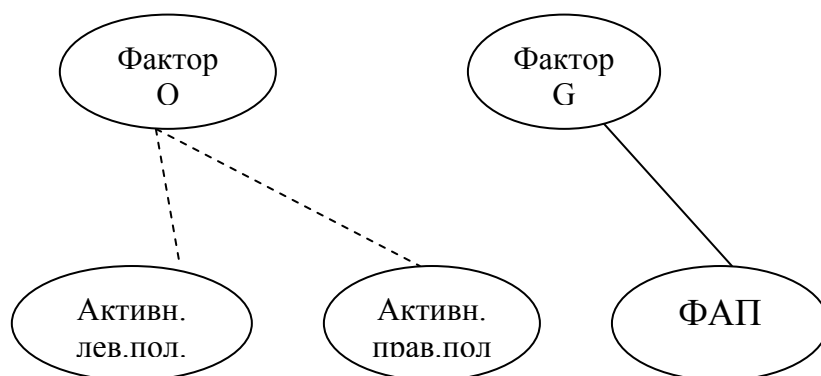 Фактор
О
Фактор
G
Активн.
лев.пол.
Активн.
прав.пол
ФАП